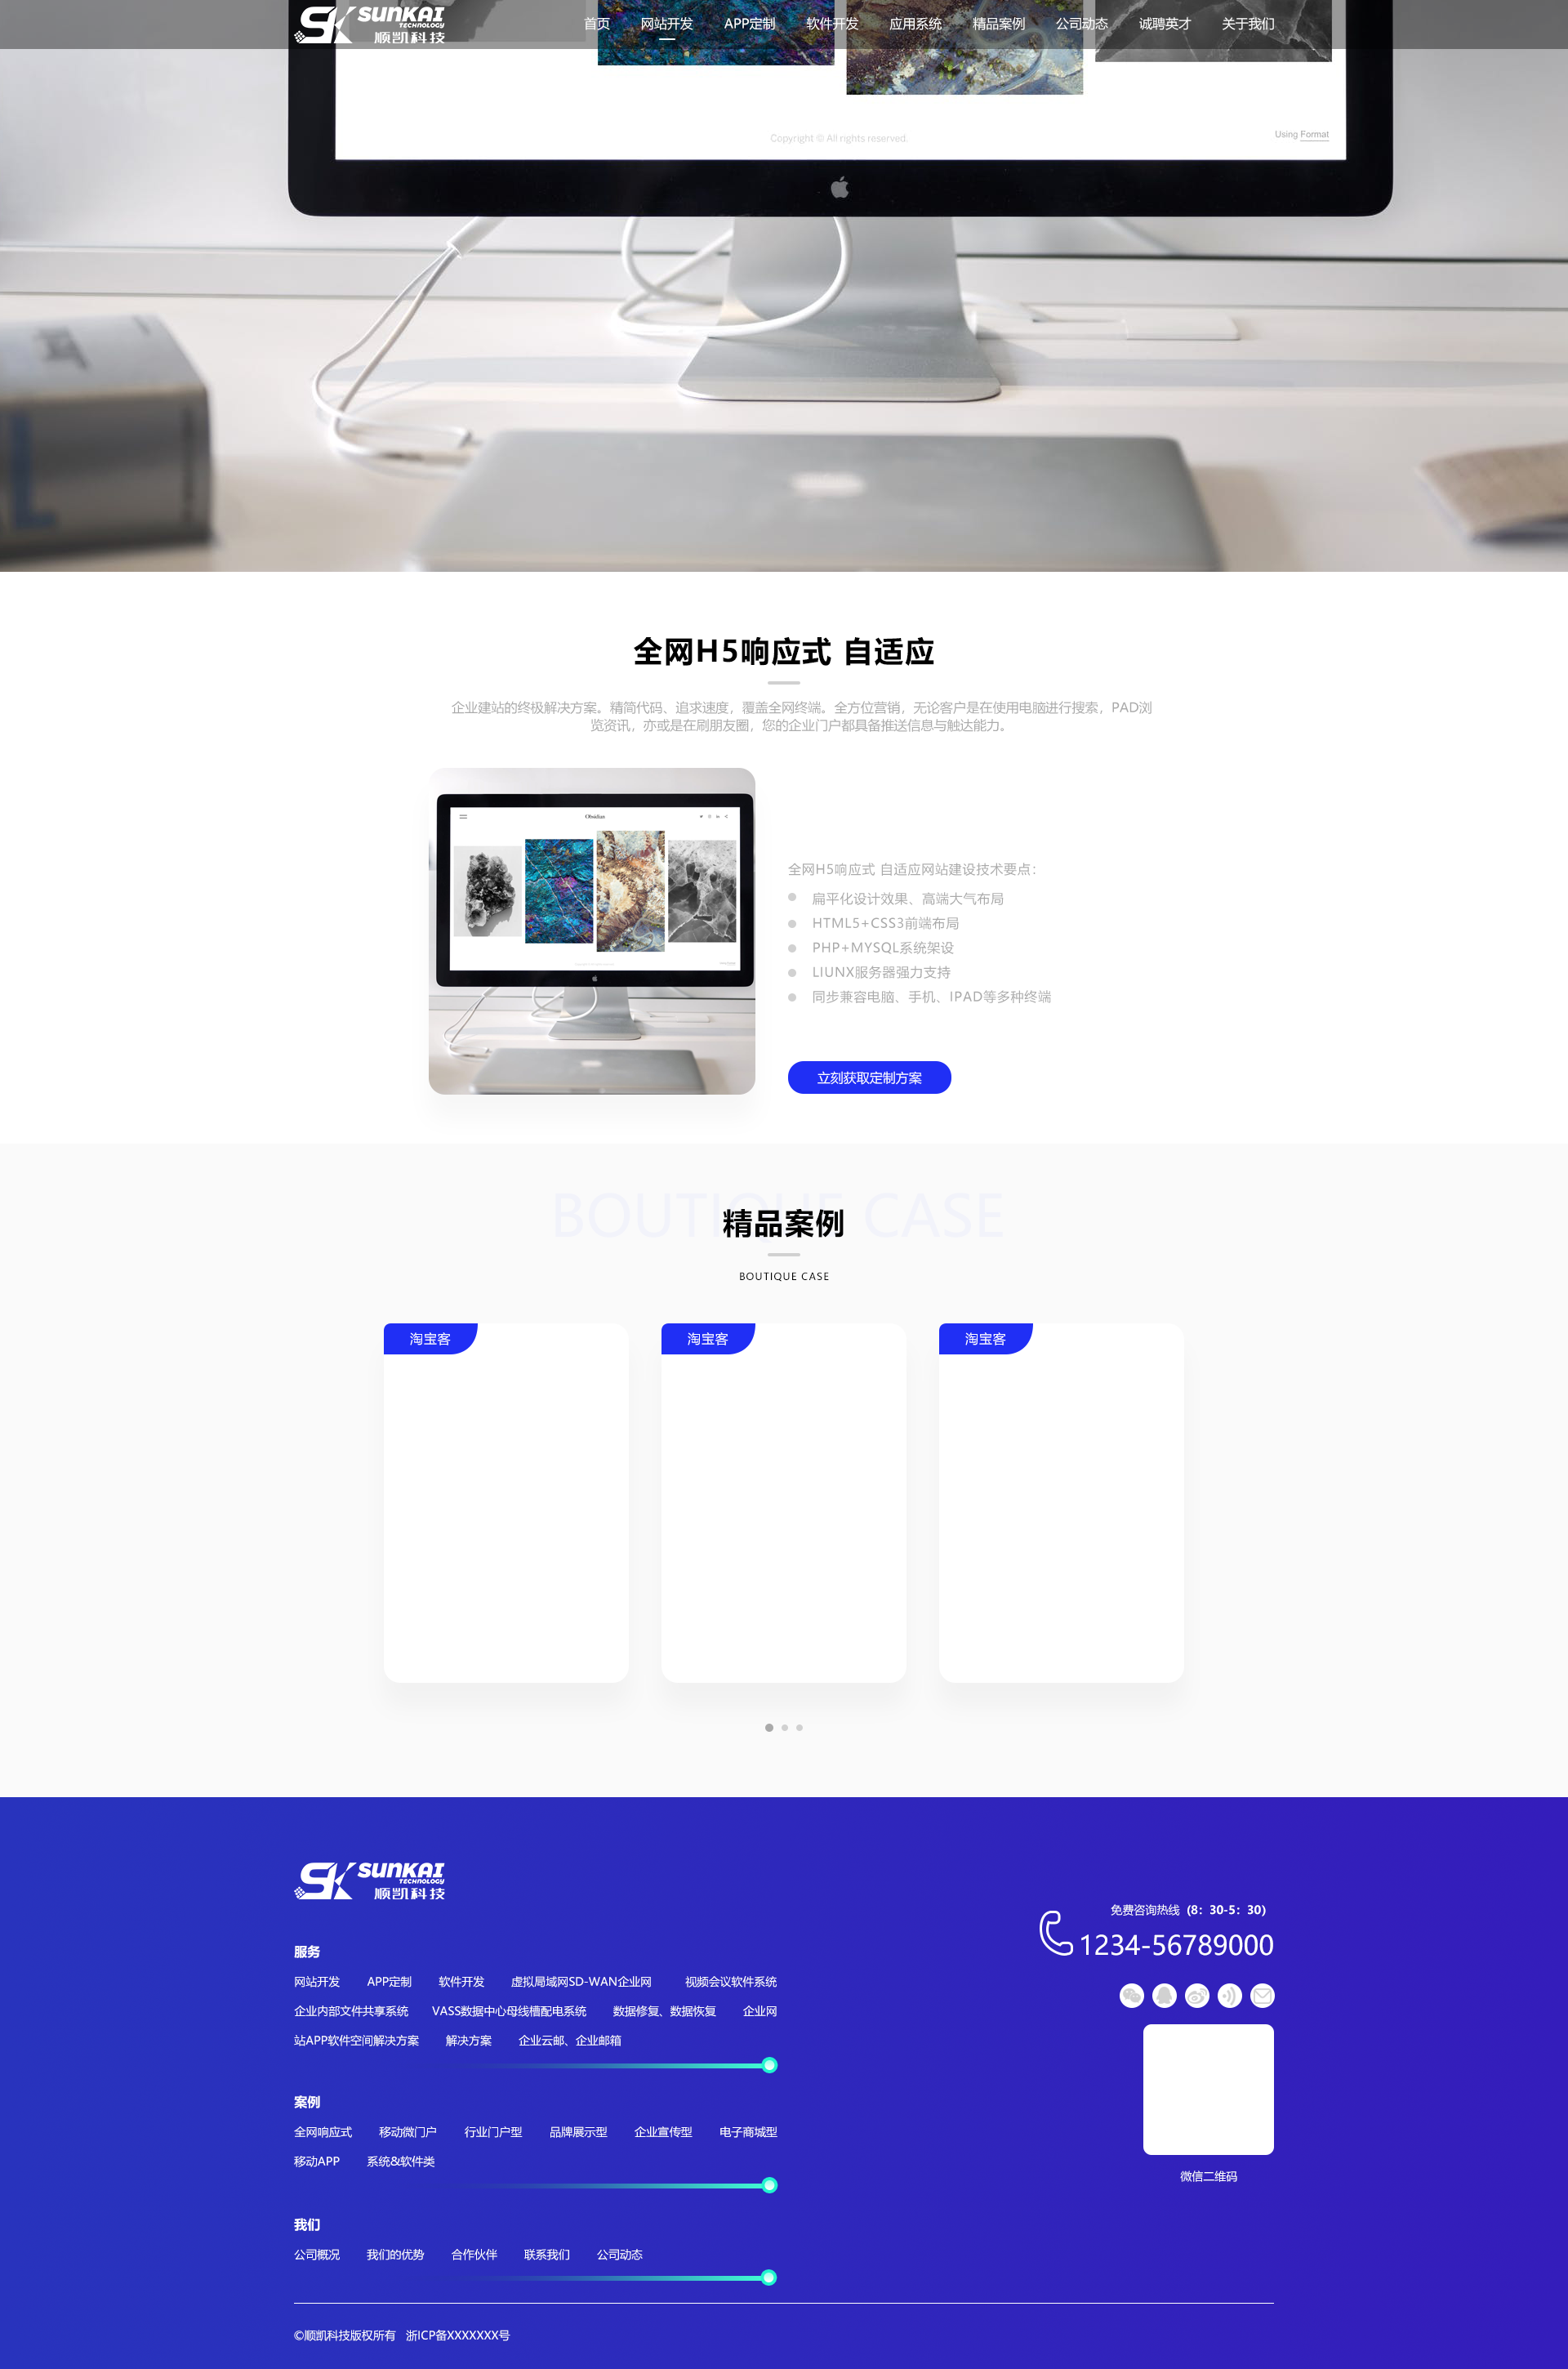 SUNKAI
TECHNOLOGY
顺凯科技
首页 网站开发 APP定制 软件开发 应用系统 精品案例 公司动态 诚聘英才 关于我们
Copyright © All rights reserved.
Using Format
全网H5响应式 自适应
企业建站的终极解决方案。精简代码、追求速度，覆盖全网终端。全方位营销，无论客户是在使用电脑进行搜索，PAD浏
览资讯，亦或是在刷朋友圈，您的企业门户都具备推送信息与触达能力。
Obsidian
全网H5响应式 自适应网站建设技术要点：
扁平化设计效果、高端大气布局
HTML5+CSS3前端布局
PHP+MYSQL系统架设
LIUNX服务器强力支持
同步兼容电脑、手机、IPAD等多种终端
立刻获取定制方案
BOUTIQUE CASE
精品案例
BOUTIQUE CASE
淘宝客 淘宝客 淘宝客
SUNKAI
TECHNOLOGY
顺凯科技
免费咨询热线（8：30-5：30）
1234-56789000
服务
网站开发 APP定制 软件开发 虚拟局域网SD-WAN企业网 视频会议软件系统
企业内部文件共享系统 VASS数据中心母线槽配电系统 数据修复、数据恢复 企业网
站APP软件空间解决方案 解决方案 企业云邮、企业邮箱
案例
全网响应式 移动微门户 行业门户型 品牌展示型 企业宣传型 电子商城型
移动APP 系统&软件类
微信二维码
我们
公司概况 我们的优势 合作伙伴 联系我们 公司动态
©顺凯科技版权所有 浙ICP备XXXXXXX号